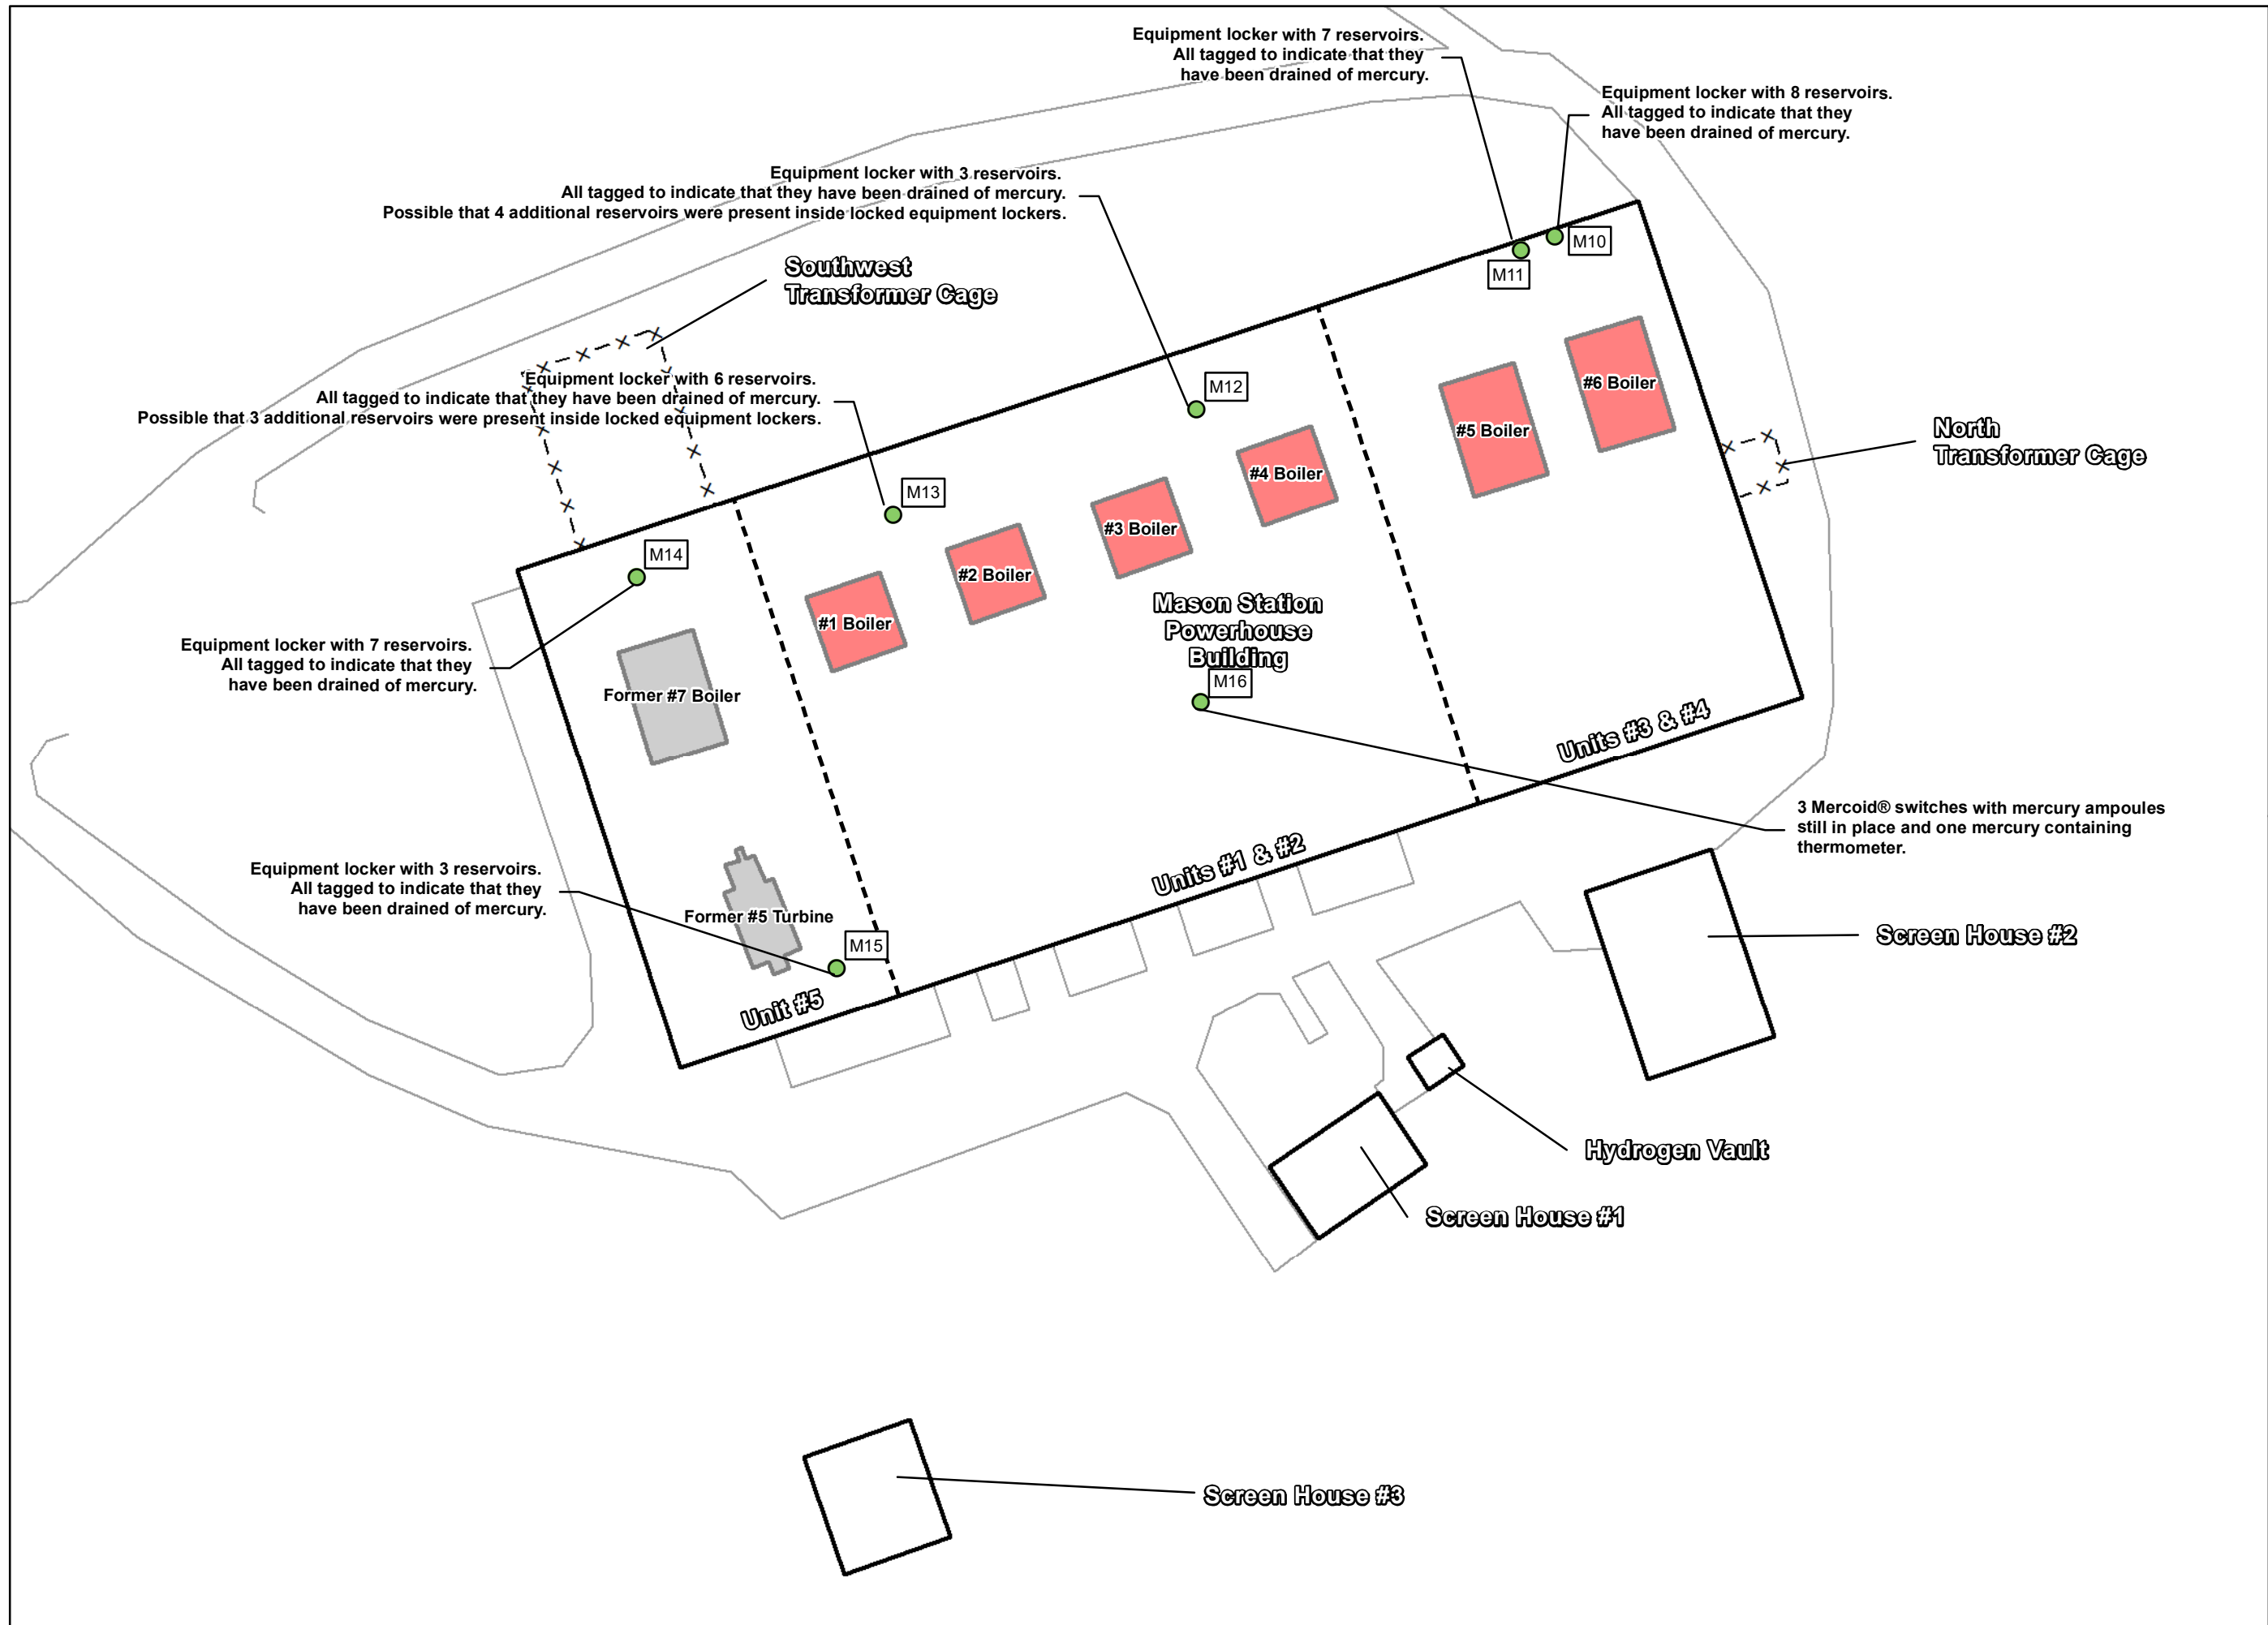 Equipment locker with 7 reservoirs.
All tagged to indicate that they
have been drained of mercury.
Equipment locker with 8 reservoirs.
All tagged to indicate that they
have been drained of mercury.
Equipment locker with 3 reservoirs.
All tagged to indicate that they have been drained of mercury.
Possible that 4 additional reservoirs were present inside locked equipment lockers.
M10
M11
Southwest
Transformer Cage
Equipment locker with 6 reservoirs.
All tagged to indicate that they have been drained of mercury.
Possible that 3 additional reservoirs were present inside locked equipment lockers.
M12
#6 Boiler
#5 Boiler
North
Transformer Cage
#4 Boiler
M13
#3 Boiler
M14
#2 Boiler
#1 Boiler
Mason Station
Powerhouse
Building
M16
Equipment locker with 7 reservoirs.
All tagged to indicate that they
have been drained of mercury.
Former #7 Boiler
Units #3 & #4
3 Mercoid® switches with mercury ampoules
still in place and one mercury containing
thermometer.
Units #1 & #2
Equipment locker with 3 reservoirs.
All tagged to indicate that they
have been drained of mercury.
Former #5 Turbine
M15
Unit #5
Screen House #2
Hydrogen Vault
Screen House #1
Screen House #3